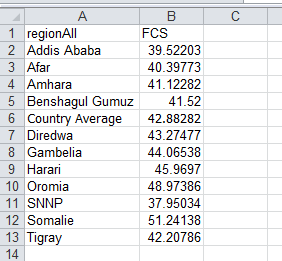 A B C
1 regionAll FCS
2 Addis Ababa 39.52203
3 Afar 40.39773
4 Amhara 41.12282
5 Benshagul Gumuz 41.52
6 Country Average 42.88282
7 Diredwa 43.27477
8 Gambelia 44.06538
9 Harari 45.9697
10 Oromia 48.97386
11 SNNP 37.95034
12 Somalie 51.24138
13 Tigray 42.20786
14